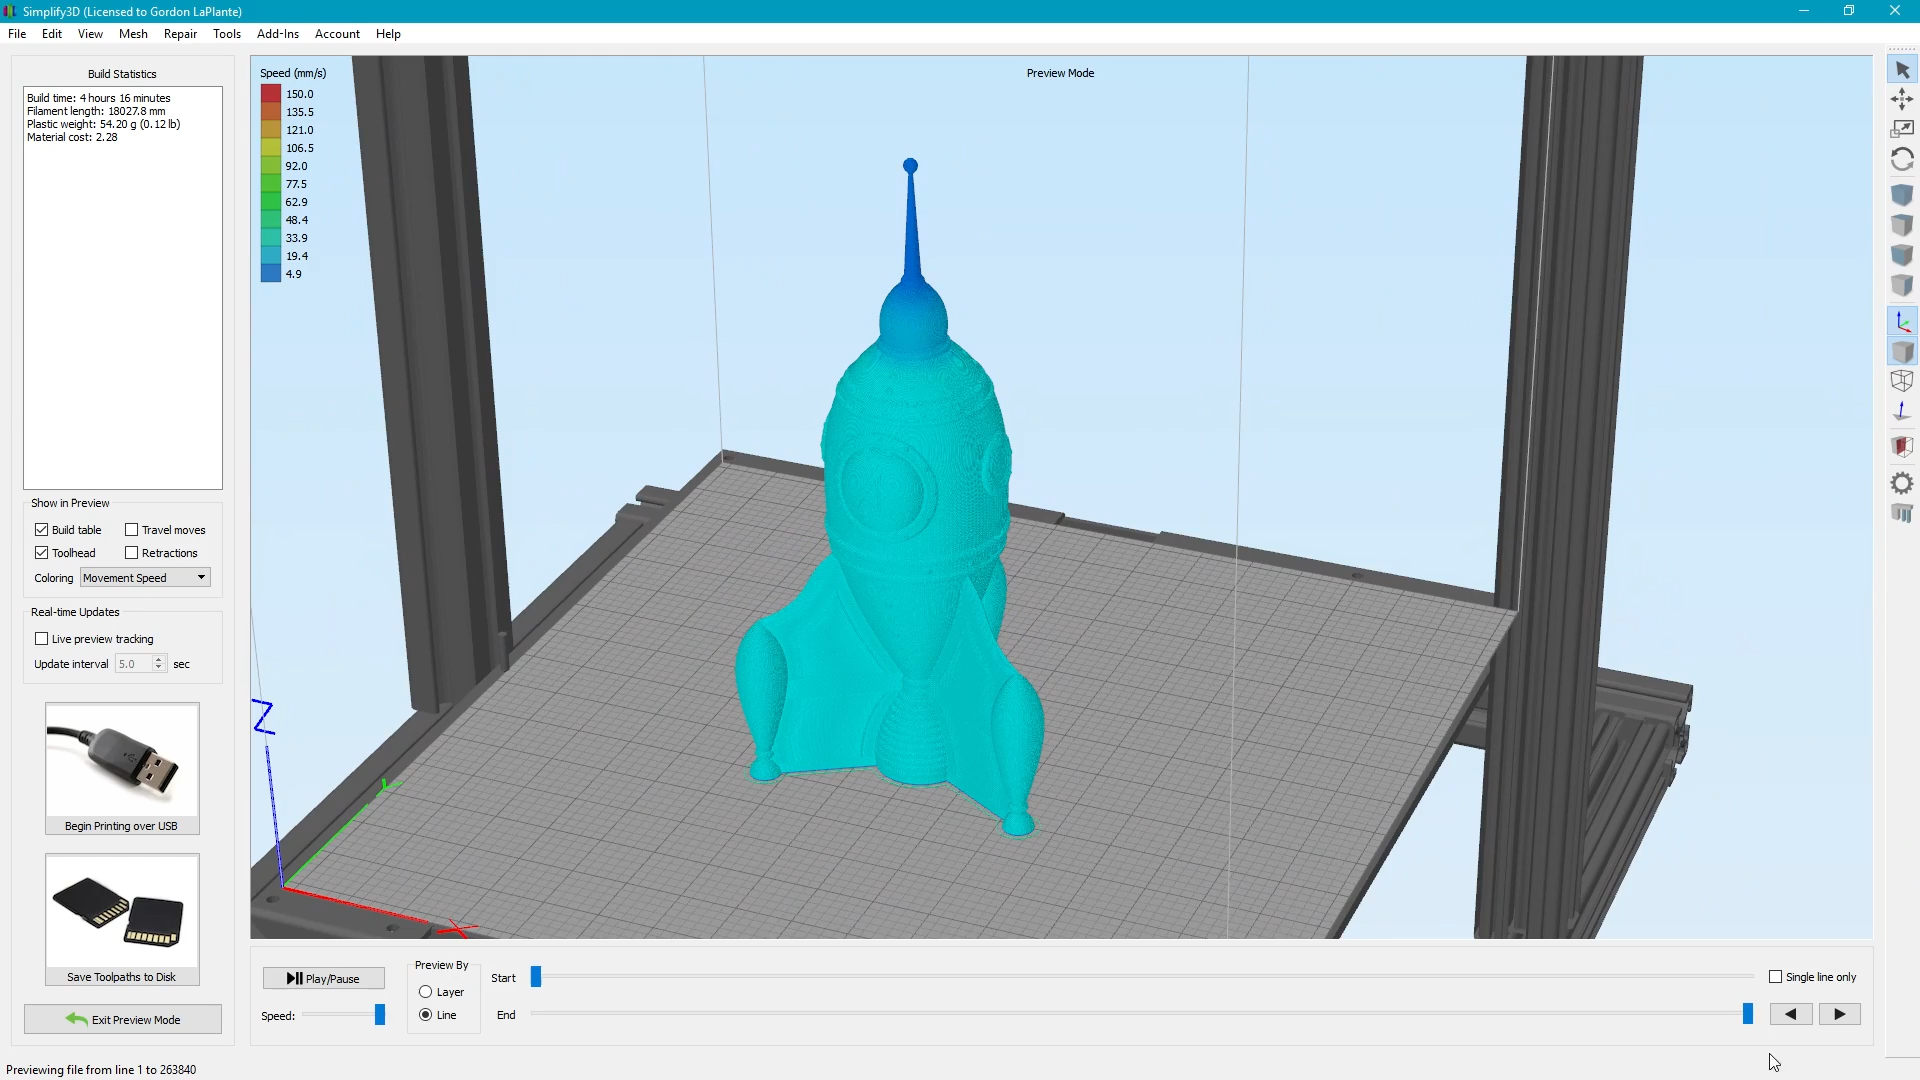 Simplify3D (Licensed to Gordon LaPlante)
File Edit View Mesh Repair Tools Add-Ins Account Help
Build Statistics
Build time: 4 hours 16 minutes
Filament length: 18027.8 mm
Plastic weight: 54.20 g (0.12 lb)
Material cost: 2.28
Show in Preview
Build table Travel moves
Toolhead Retractions
Coloring Movement Speed
Real-time Updates
Live preview tracking
Update interval 5.0 sec
Begin Printing over USB
Save Toolpaths to Disk
Exit Preview Mode
Speed (mm/s)
150.0
135.5
121.0
106.5
92.0
77.5
62.9
48.4
33.9
19.4
4.9
Preview Mode
Z
Y
X
Play/Pause
Speed:
Preview By
Layer
Line
Start
End
Single line only
Previewing file from line 1 to 263840